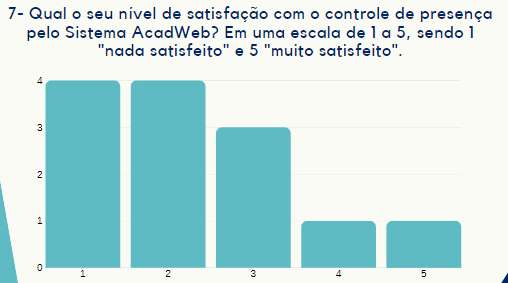 7- Qual o seu nível de satisfação com o controle de presença
pelo Sistema AcadWeb? Em uma escala de 1 a 5, sendo 1
"nada satisfeito" e 5 "muito satisfeito".
4
3
2
1
0
1 2 3 4 5